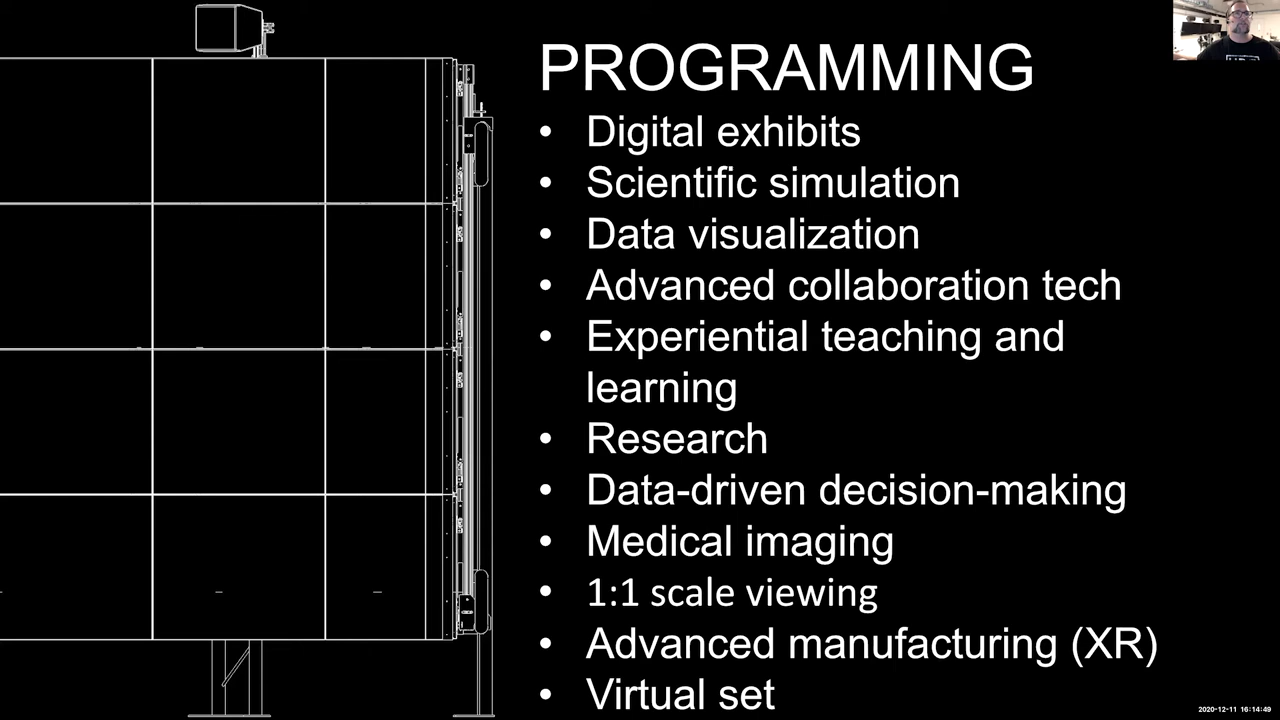 PROGRAMMING
• Digital exhibits
• Scientific simulation
• Data visualization
• Advanced collaboration tech
• Experiential teaching and
learning
• Research
• Data-driven decision-making
• Medical imaging
• 1:1 scale viewing
• Advanced manufacturing (XR)
• Virtual set
2020-12-11 16:14:49